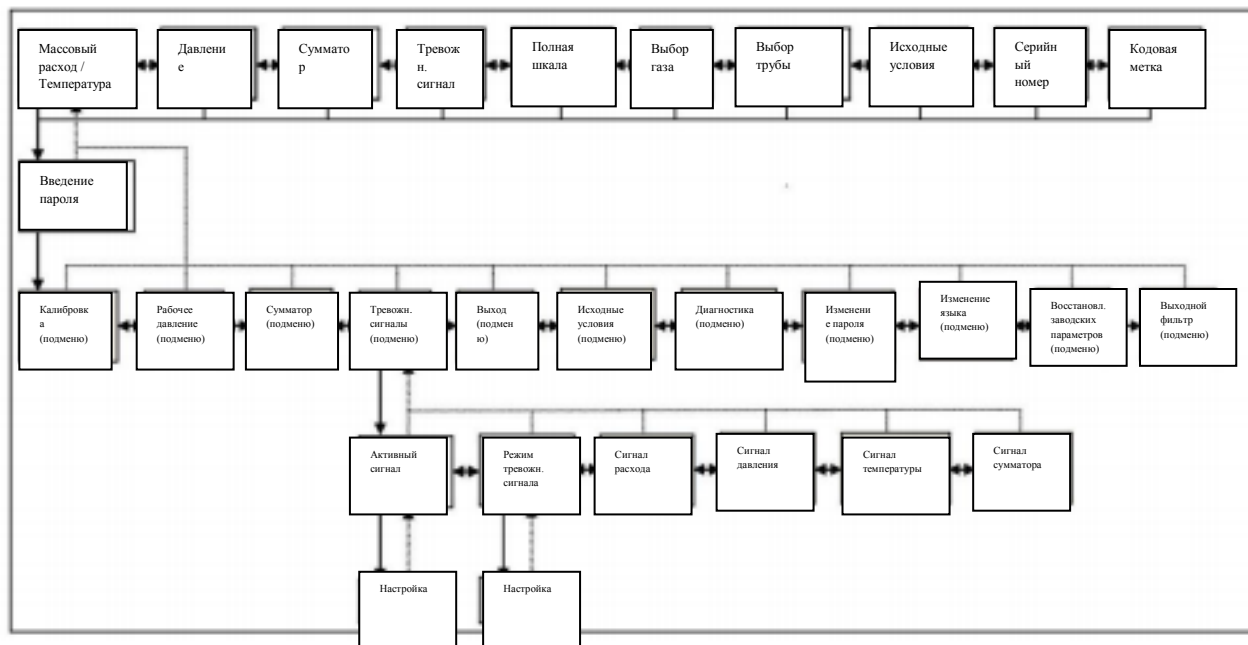 Массовый
расход /
Температура
Давлени
е
Суммато
р
Тревож
н.
сигнал
Полная
шкала
Выбор
газа
Выбор
трубы
Исходные
условия
Серий
ный
номер
Кодовая
метка
Введение
пароля
Калибровк
а
(подменю)
Рабочее
давление
(подменю)
Сумматор
(подменю)
Тревожн.
сигналы
(подменю)
Выход
(подмен
ю)
Исходные
условия
(подменю)
Диагностика
(подменю)
Изменени
е пароля
(подменю)
Изменение
языка
(подменю)
Восстановл.
заводских
параметров
(подменю)
Выходной
фильтр
(подменю)
Активный
сигнал
Режим
тревожн.
сигнала
Сигнал
расхода
Сигнал
давления
Сигнал
температуры
Сигнал
сумматора
Настройка
Настройка